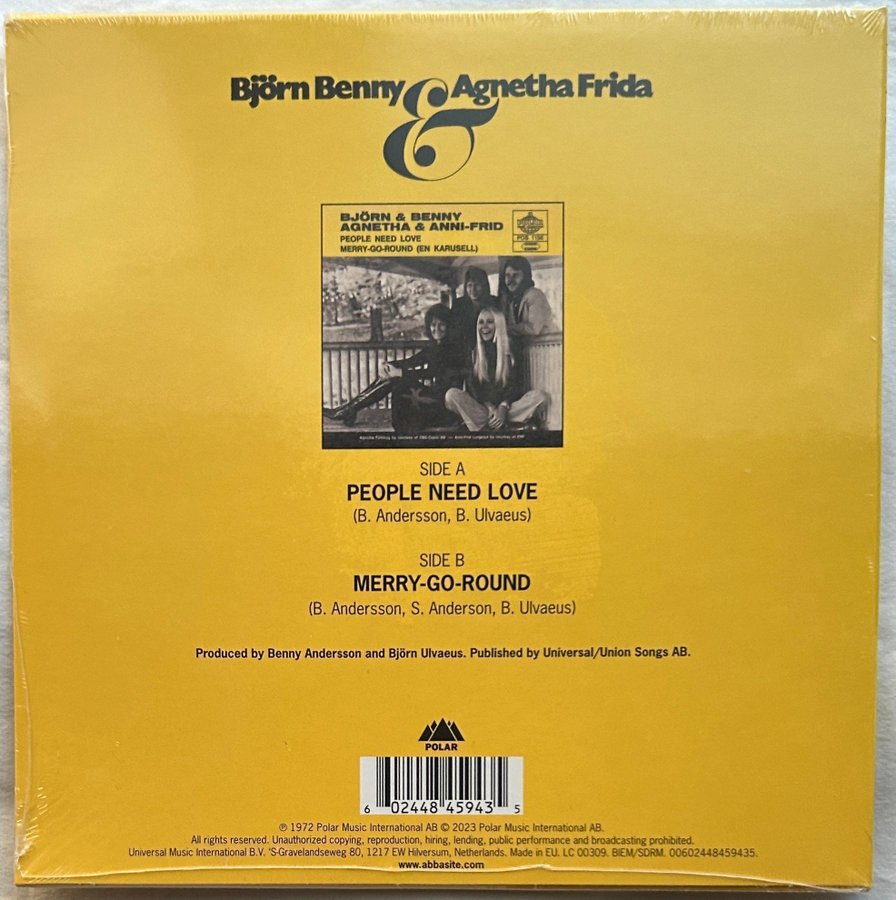 Björn Benny & Agnetha Frida
BJÖRN & BENNY
AGNETHA & ANNI-FRID
PEOPLE NEED LOVE
MERRY-GO-ROUND (EN KARUSELL)
POS 1156
SIDE A
PEOPLE NEED LOVE
(B. Andersson, B. Ulvaeus)
SIDE B
MERRY-GO-ROUND
(B. Andersson, S. Anderson, B. Ulvaeus)
Produced by Benny Andersson and Björn Ulvaeus. Published by Universal/Union Songs AB.
POLAR
6 02448 45943 5
℗ 1972 Polar Music International AB © 2023 Polar Music International AB.
All rights reserved. Unauthorized copying, reproduction, hiring, lending, public performance and broadcasting prohibited.
Universal Music International B.V. 'S-Gravelandseweg 80, 1217 EW Hilversum, Netherlands. Made in EU. LC 00309. BIEM/SDRM. 00602448459435.
www.abbasite.com